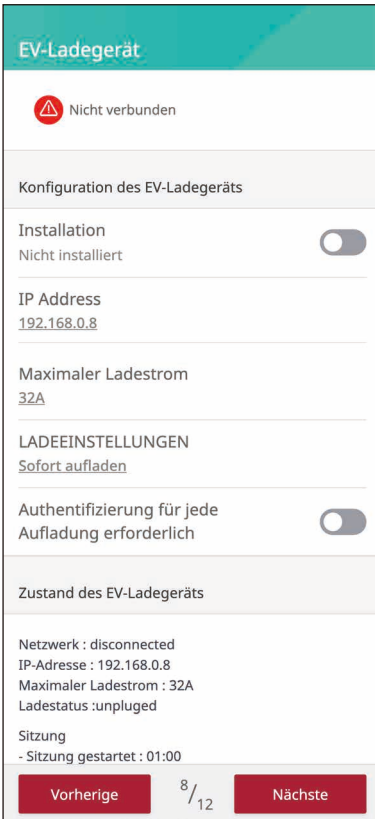 EV-Ladegerät
Nicht verbunden
Konfiguration des EV-Ladegeräts
Installation
Nicht installiert
IP Address
192.168.0.8
Maximaler Ladestrom
32A
LADEEINSTELLUNGEN
Sofort aufladen
Authentifizierung für jede
Aufladung erforderlich
Zustand des EV-Ladegeräts
Netzwerk : disconnected
IP-Adresse : 192.168.0.8
Maximaler Ladestrom : 32A
Ladestatus :unpluged
Sitzung
- Sitzung gestartet : 01:00
Vorherige 8/12 Nächste